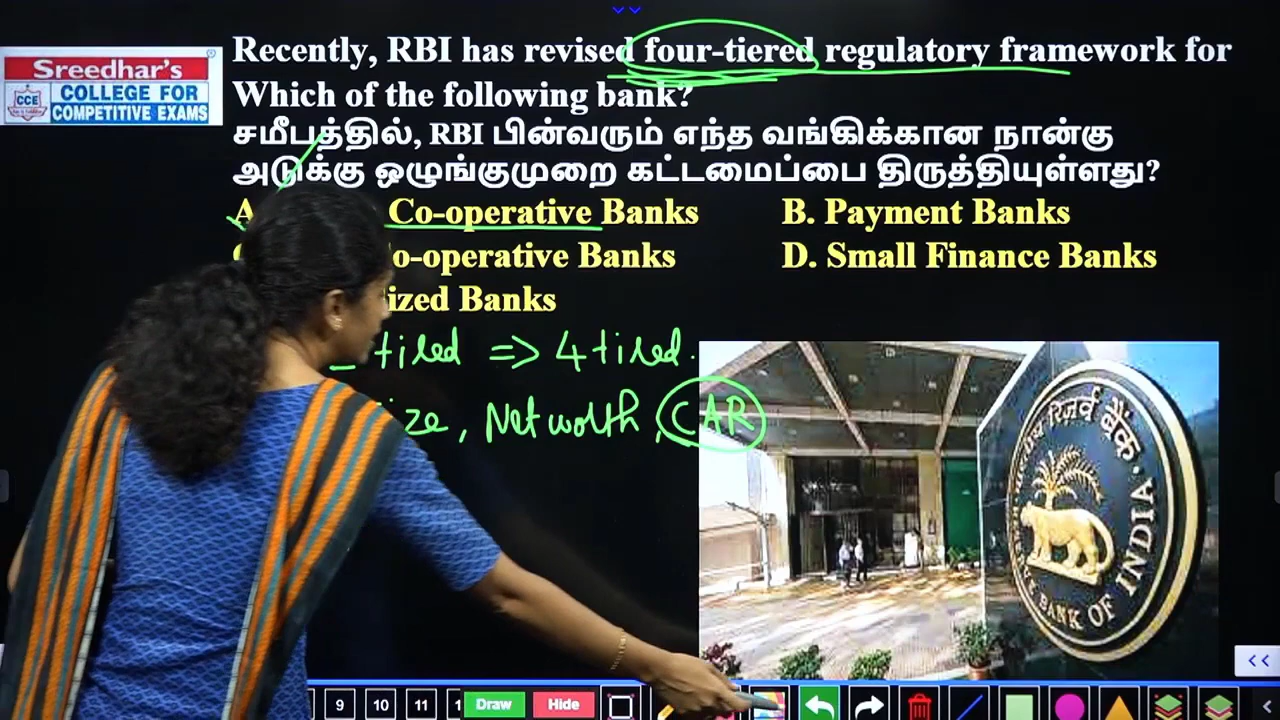 Sreedhar's
CCE
COLLEGE FOR
COMPETITIVE EXAMS
Recently, RBI has revised four-tiered regulatory framework for
Which of the following bank?
சமீபத்தில், RBI பின்வரும் எந்த வங்கிக்கான நான்கு
அடுக்கு ஒழுங்குமுறை கட்டமைப்பை திருத்தியுள்ளது?
A Co-operative Banks
B. Payment Banks
o-operative Banks
D. Small Finance Banks
ized Banks
tired => 4 tired.
ize, Networth, CAR
रिज़र्व बैंक
BANK OF INDIA
9 10 11 1 Draw Hide
<<